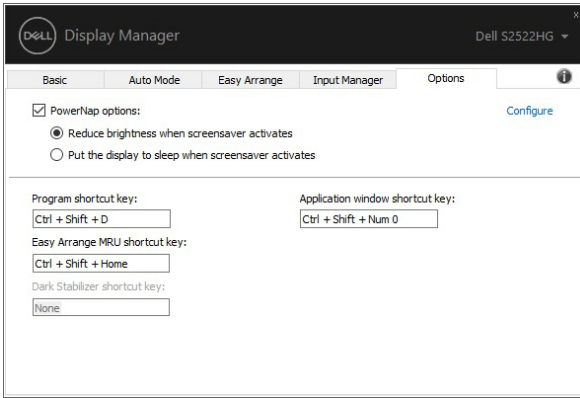 DELL Display Manager
Dell S2522HG
Basic Auto Mode Easy Arrange Input Manager Options
PowerNap options: Configure
Reduce brightness when screensaver activates
Put the display to sleep when screensaver activates
Program shortcut key: Application window shortcut key:
Ctrl + Shift + D Ctrl + Shift + Num 0
Easy Arrange MRU shortcut key:
Ctrl + Shift + Home
Dark Stabilizer shortcut key:
None